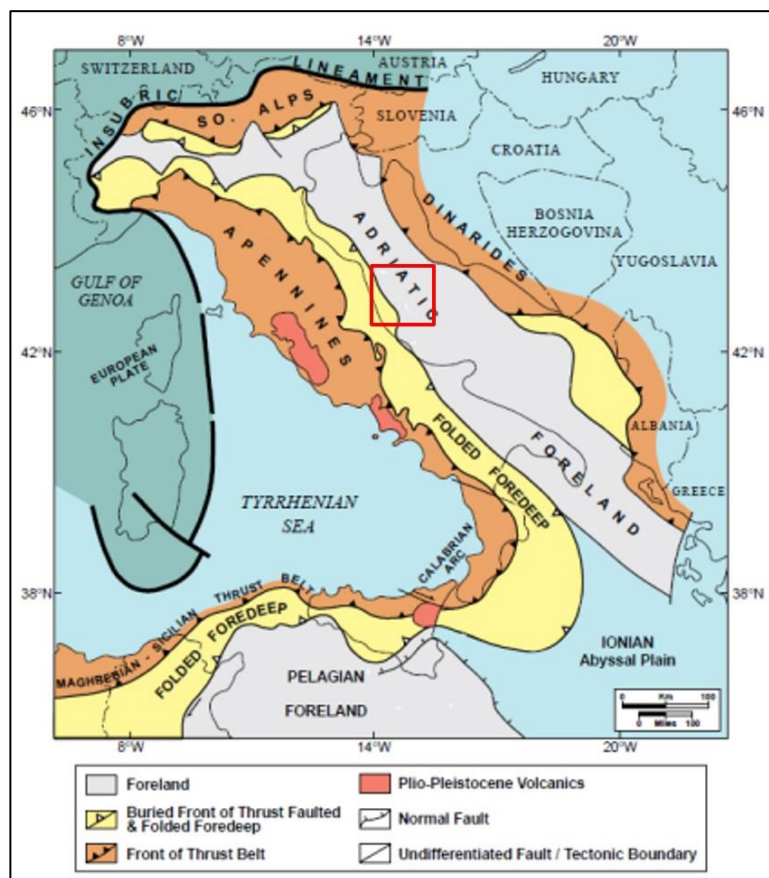 8°W 14°W 20°W
SWITZERLAND
AUSTRIA
LINEAMENT
HUNGARY
46°N 46°N
INSUBRIC
SO. ALPS
SLOVENIA
CROATIA
DINARIDES
BOSNIA
HERZOGOVINA
YUGOSLAVIA
ADRIATIC
APENNINES
GULF OF
GENOA
42°N 42°N
EUROPEAN
PLATE
ALBANIA
FOLDED FOREDEEP
FORELAND
GREECE
TYRRHENIAN
SEA
CALABRIAN
ARC
38°N 38°N
MAGHREBIAN - SICILIAN THRUST BELT
FOLDED FOREDEEP
IONIAN
Abyssal Plain
PELAGIAN
FORELAND
0 Km 100
0 Miles 100
8°W 14°W 20°W
Foreland
Plio-Pleistocene Volcanics
Buried Front of Thrust Faulted
& Folded Foredeep
Normal Fault
Front of Thrust Belt
Undifferentiated Fault / Tectonic Boundary